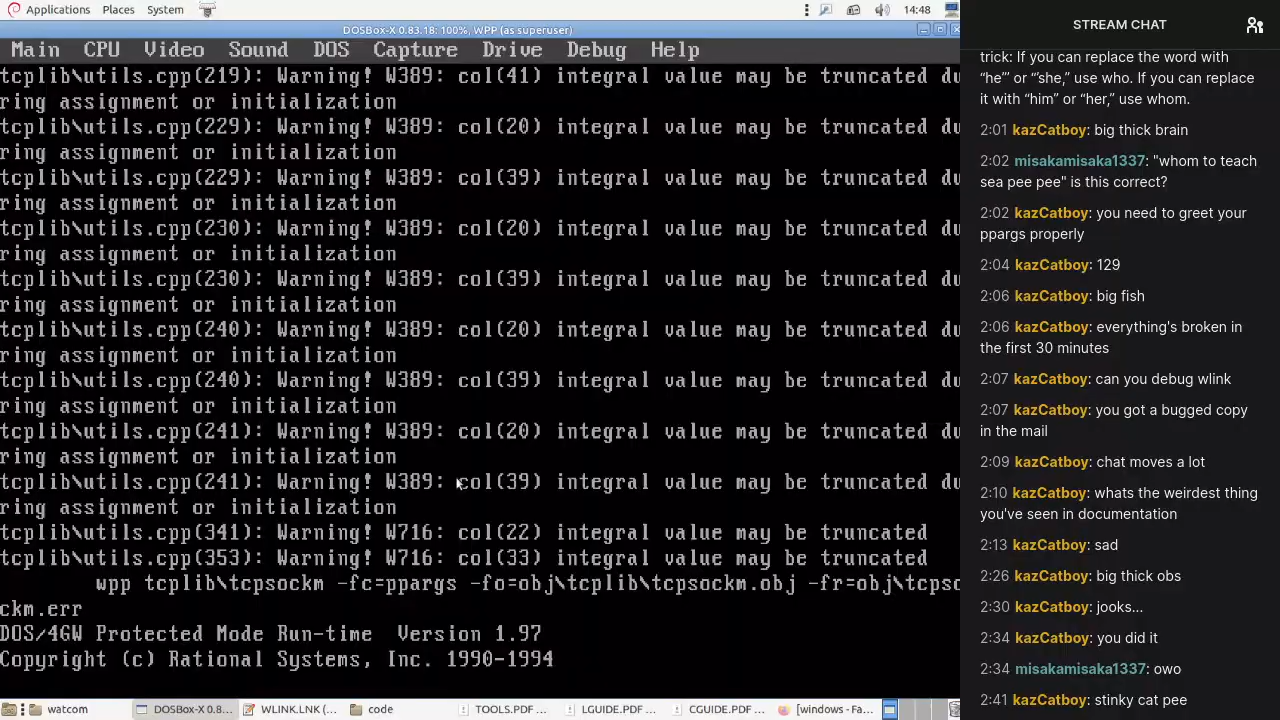 Applications Places System 14:48
DOSBox-X 0.83.18: 100%, WPP (as superuser)
Main CPU Video Sound DOS Capture Drive Debug Help
tcplib\utils.cpp(219): Warning! W389: col(41) integral value may be truncated du
ring assignment or initialization
tcplib\utils.cpp(229): Warning! W389: col(20) integral value may be truncated du
ring assignment or initialization
tcplib\utils.cpp(229): Warning! W389: col(39) integral value may be truncated du
ring assignment or initialization
tcplib\utils.cpp(230): Warning! W389: col(20) integral value may be truncated du
ring assignment or initialization
tcplib\utils.cpp(230): Warning! W389: col(39) integral value may be truncated du
ring assignment or initialization
tcplib\utils.cpp(240): Warning! W389: col(20) integral value may be truncated du
ring assignment or initialization
tcplib\utils.cpp(240): Warning! W389: col(39) integral value may be truncated du
ring assignment or initialization
tcplib\utils.cpp(241): Warning! W389: col(20) integral value may be truncated du
ring assignment or initialization
tcplib\utils.cpp(241): Warning! W389: col(39) integral value may be truncated du
ring assignment or initialization
tcplib\utils.cpp(341): Warning! W716: col(22) integral value may be truncated
tcplib\utils.cpp(353): Warning! W716: col(33) integral value may be truncated
wpp tcplib\tcpsockm -fc=ppargs -fo=obj\tcplib\tcpsockm.obj -fr=obj\tcpso
ckm.err
DOS/4GW Protected Mode Run-time Version 1.97
Copyright (c) Rational Systems, Inc. 1990-1994
watcom DOSBox-X 0.8... WLINK.LNK (... code TOOLS.PDF ... LGUIDE.PDF ... CGUIDE.PDF ... [windows - Fa...
STREAM CHAT
trick: If you can replace the word with
“he’” or “’she,” use who. If you can replace
it with “him” or “her,” use whom.
2:01 kazCatboy: big thick brain
2:02 misakamisaka1337: "whom to teach
sea pee pee" is this correct?
2:02 kazCatboy: you need to greet your
ppargs properly
2:04 kazCatboy: 129
2:06 kazCatboy: big fish
2:06 kazCatboy: everything's broken in
the first 30 minutes
2:07 kazCatboy: can you debug wlink
2:07 kazCatboy: you got a bugged copy
in the mail
2:09 kazCatboy: chat moves a lot
2:10 kazCatboy: whats the weirdest thing
you've seen in documentation
2:13 kazCatboy: sad
2:26 kazCatboy: big thick obs
2:30 kazCatboy: jooks...
2:34 kazCatboy: you did it
2:34 misakamisaka1337: owo
2:41 kazCatboy: stinky cat pee